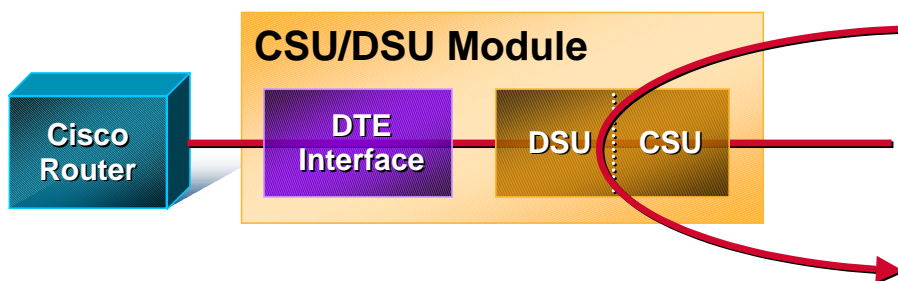 CSU/DSU Module
Cisco
Router
DTE
Interface
DSU
CSU